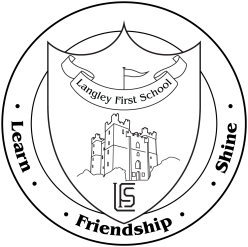 Langley First School
LFS
• Learn • Friendship • Shine •